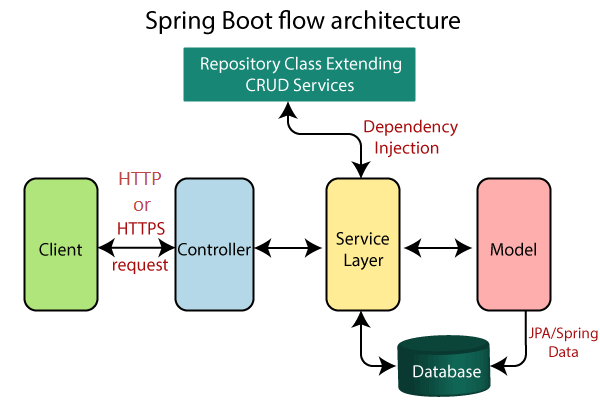 Spring Boot flow architecture
Repository Class Extending
CRUD Services
Dependency
Injection
HTTP
or
HTTPS
request
Client
Controller
Service
Layer
Model
JPA/Spring
Data
Database